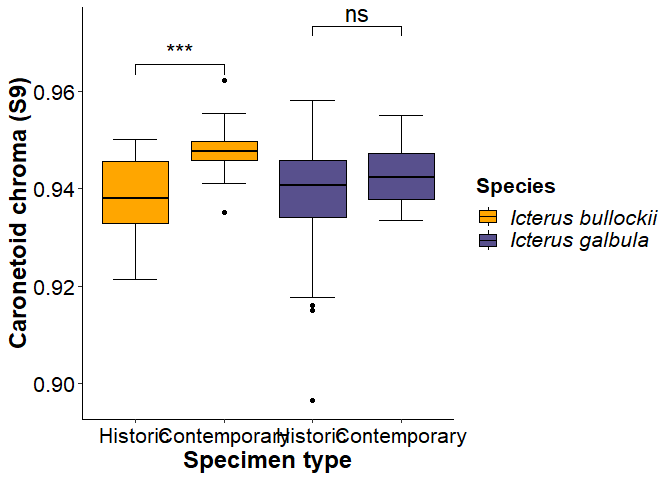 ns
***
Caronetoid chroma (S9)
0.96
0.94
0.92
0.90
Historic
Contemporary
Historic
Contemporary
Specimen type
Species
Icterus bullockii
Icterus galbula